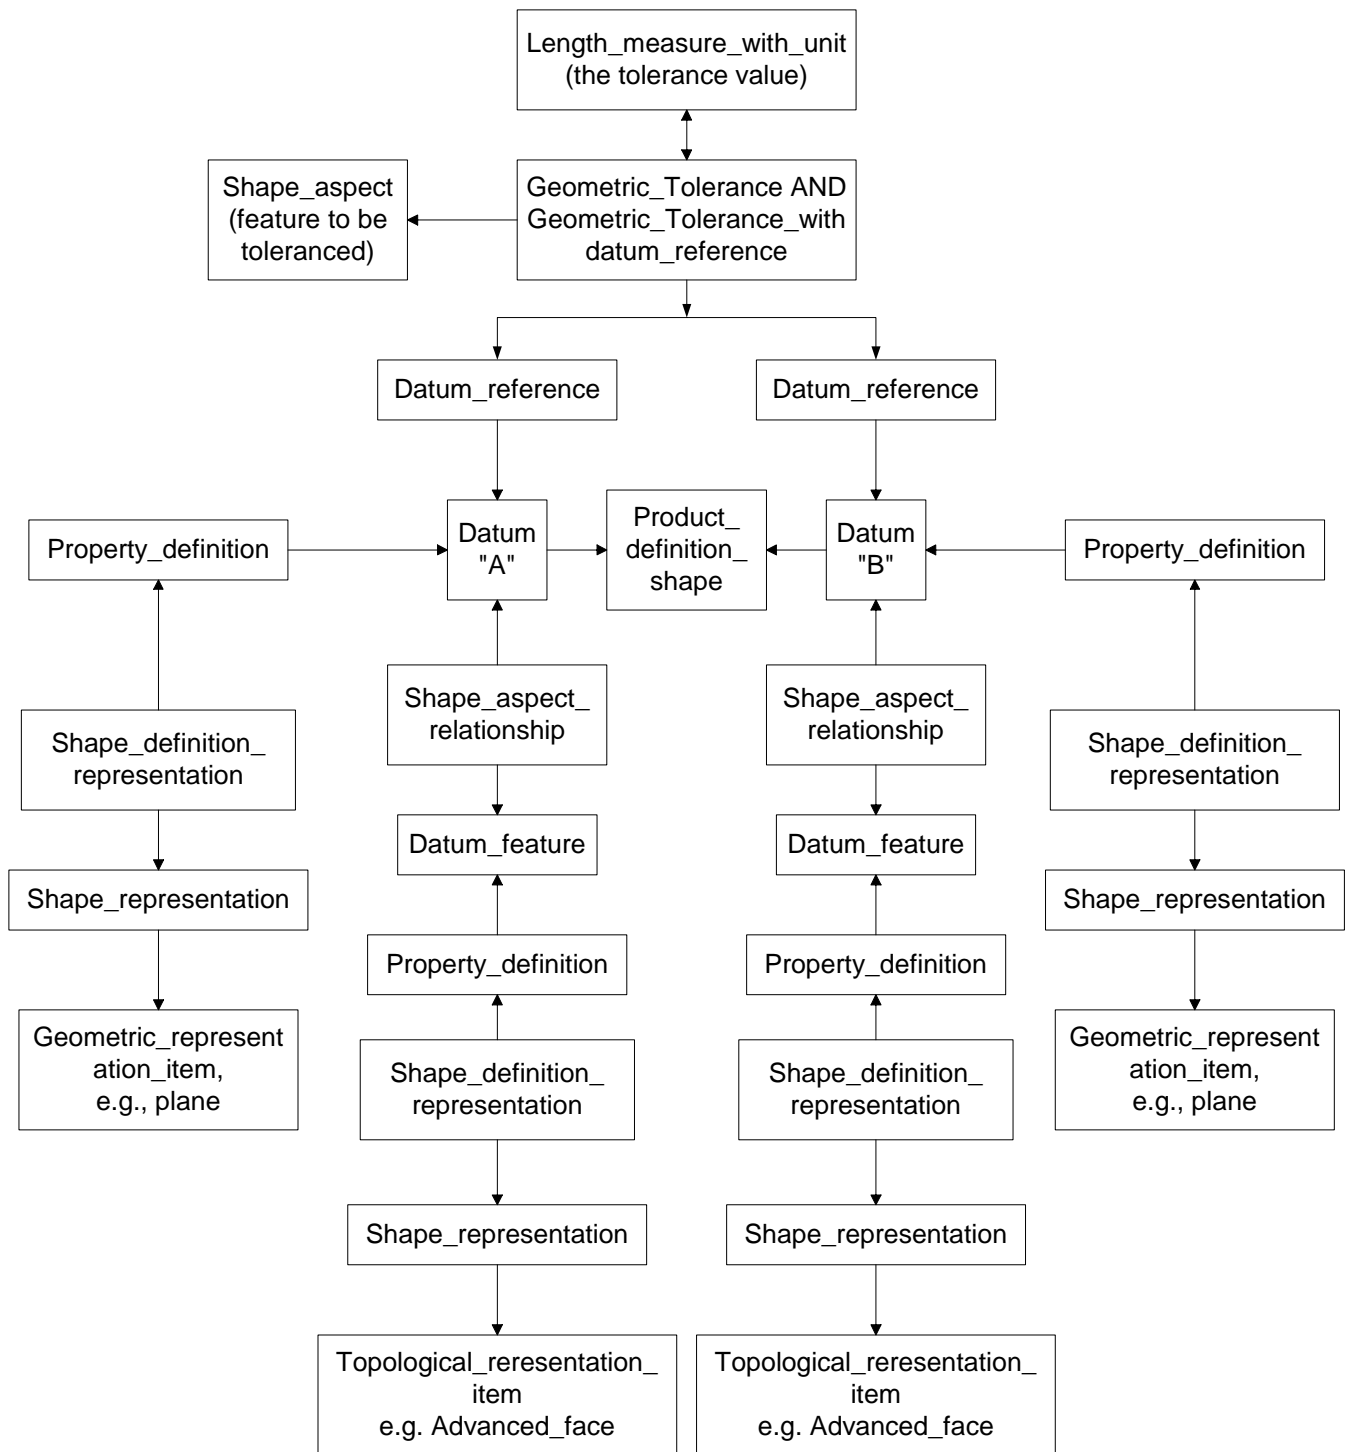 Length_measure_with_unit
(the tolerance value)
Shape_aspect
(feature to be
toleranced)
Geometric_Tolerance AND
Geometric_Tolerance_with
datum_reference
Datum_reference
Datum_reference
Property_definition
Datum
"A"
Product_
definition_
shape
Datum
"B"
Property_definition
Shape_aspect_
relationship
Shape_aspect_
relationship
Shape_definition_
representation
Shape_definition_
representation
Datum_feature
Datum_feature
Shape_representation
Shape_representation
Property_definition
Property_definition
Geometric_represent
ation_item,
e.g., plane
Shape_definition_
representation
Shape_definition_
representation
Geometric_represent
ation_item,
e.g., plane
Shape_representation
Shape_representation
Topological_reresentation_
item
e.g. Advanced_face
Topological_reresentation_
item
e.g. Advanced_face